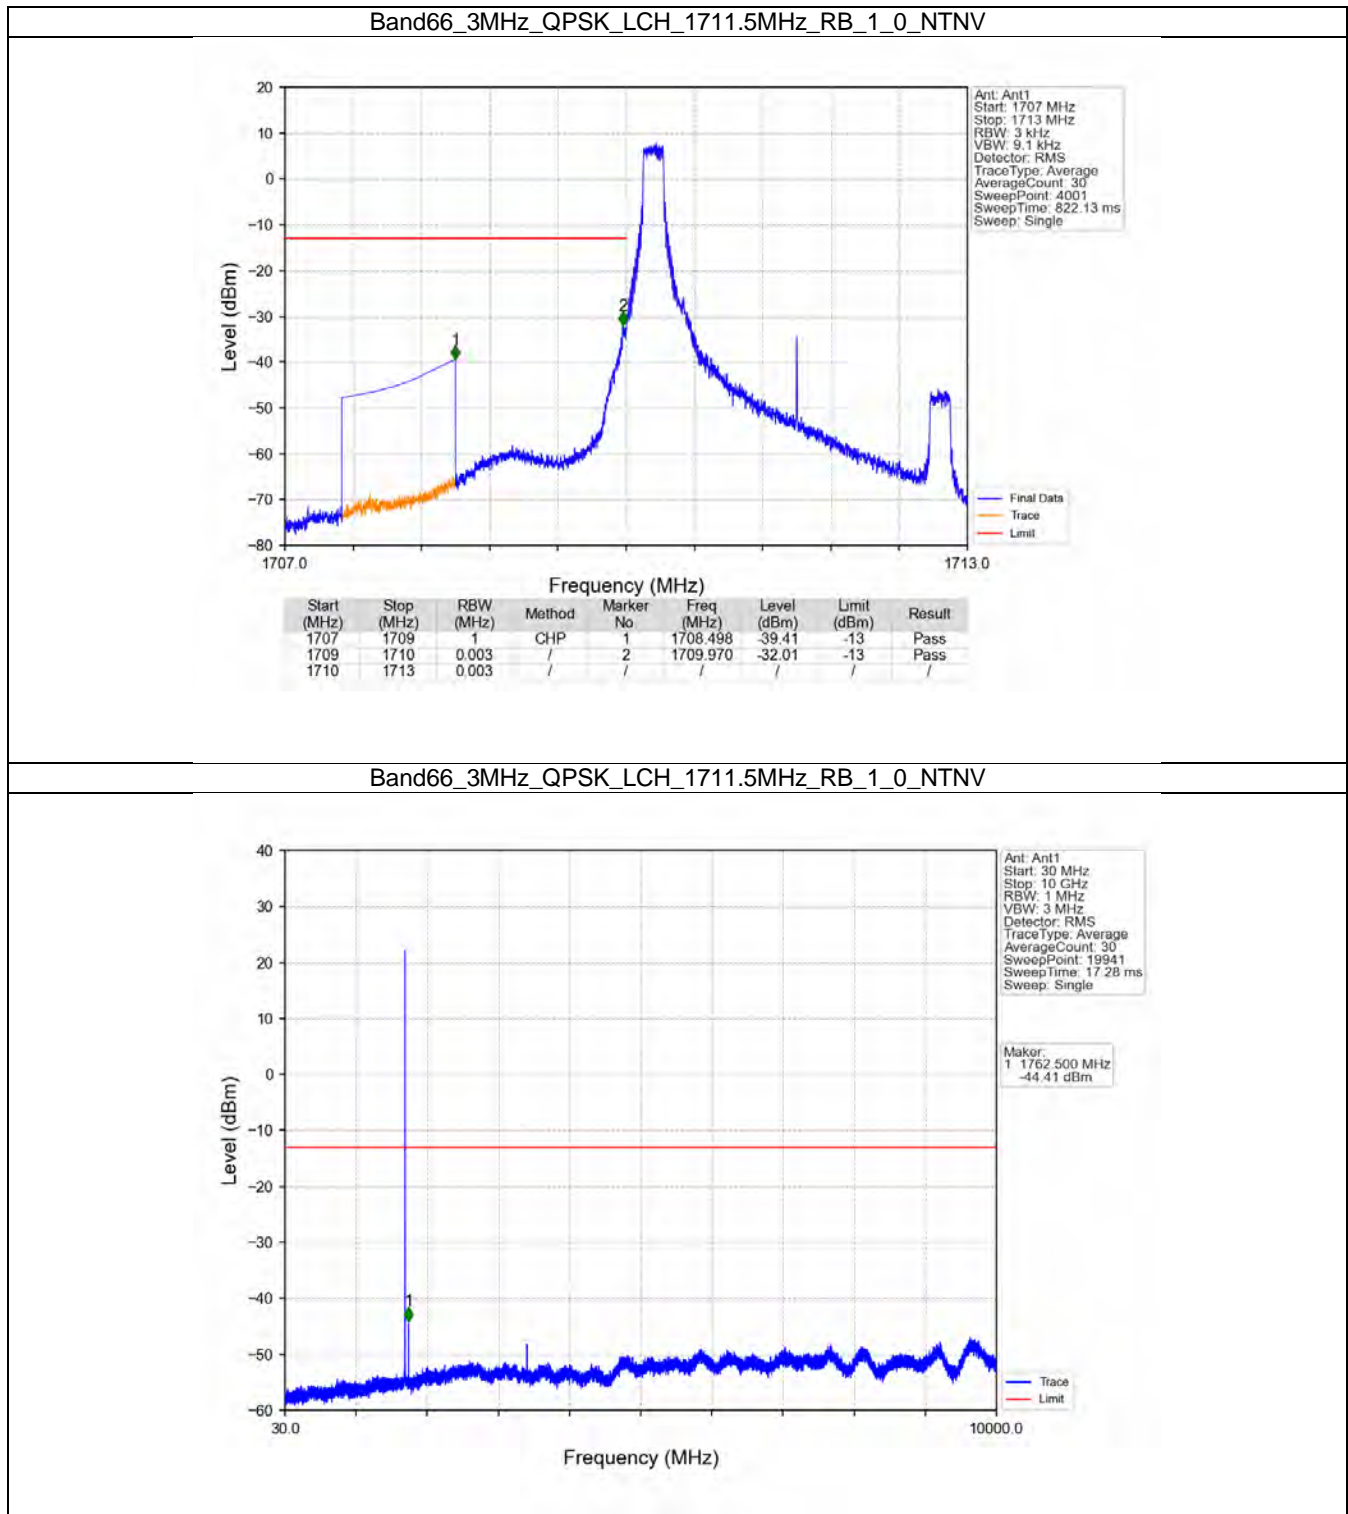 Band66_3MHz_QPSK_LCH_1711.5MHz_RB_1_0_NTNV
20
10
0
−10
−20
−30
−40
−50
−60
−70
−80
Level (dBm)
1
2
1707.0
1713.0
Frequency (MHz)
Ant: Ant1
Start: 1707 MHz
Stop: 1713 MHz
RBW: 3 kHz
VBW: 9.1 kHz
Detector: RMS
TraceType: Average
AverageCount: 30
SweepPoint: 4001
SweepTime: 822.13 ms
Sweep: Single
Final Data
Trace
Limit
Start (MHz) Stop (MHz) RBW (MHz) Method Marker No Freq (MHz) Level (dBm) Limit (dBm) Result
1707 1709 1 CHP 1 1708.498 -39.41 -13 Pass
1709 1710 0.003 / 2 1709.970 -32.01 -13 Pass
1710 1713 0.003 / / / / / /
Band66_3MHz_QPSK_LCH_1711.5MHz_RB_1_0_NTNV
40
30
20
10
0
−10
−20
−30
−40
−50
−60
Level (dBm)
1
30.0
10000.0
Frequency (MHz)
Ant: Ant1
Start: 30 MHz
Stop: 10 GHz
RBW: 1 MHz
VBW: 3 MHz
Detector: RMS
TraceType: Average
AverageCount: 30
SweepPoint: 19941
SweepTime: 17.28 ms
Sweep: Single
Maker:
1 1762.500 MHz
-44.41 dBm
Trace
Limit